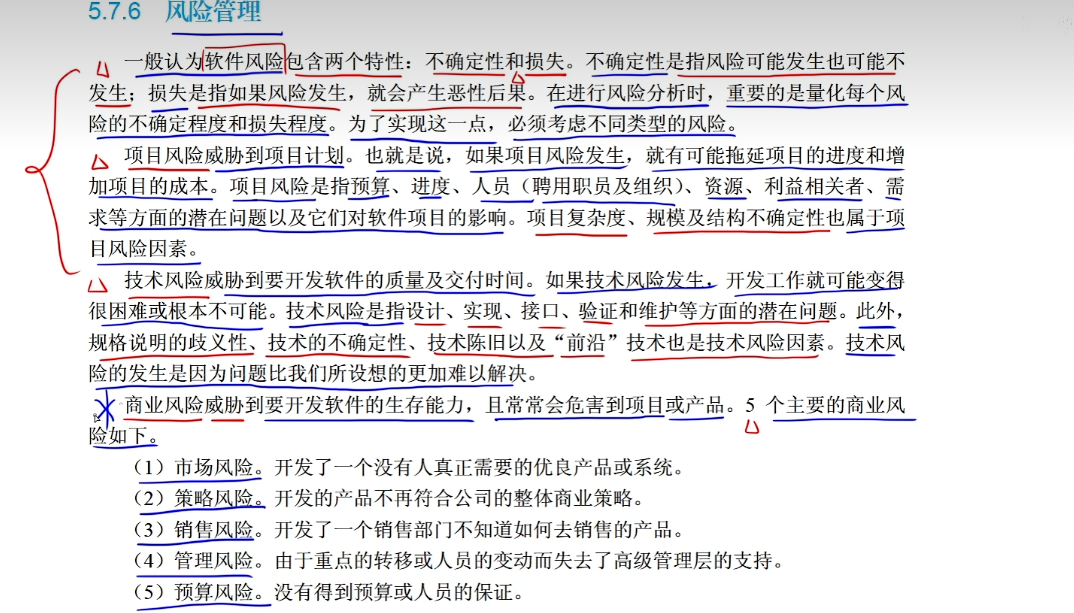 5.7.6 风险管理
一般认为软件风险包含两个特性：不确定性和损失。不确定性是指风险可能发生也可能不
发生；损失是指如果风险发生，就会产生恶性后果。在进行风险分析时，重要的是量化每个风
险的不确定程度和损失程度。为了实现这一点，必须考虑不同类型的风险。
项目风险威胁到项目计划。也就是说，如果项目风险发生，就有可能拖延项目的进度和增
加项目的成本。项目风险是指预算、进度、人员（聘用职员及组织）、资源、利益相关者、需
求等方面的潜在问题以及它们对软件项目的影响。项目复杂度、规模及结构不确定性也属于项
目风险因素。
技术风险威胁到要开发软件的质量及交付时间。如果技术风险发生，开发工作就可能变得
很困难或根本不可能。技术风险是指设计、实现、接口、验证和维护等方面的潜在问题。此外，
规格说明的歧义性、技术的不确定性、技术陈旧以及“前沿”技术也是技术风险因素。技术风
险的发生是因为问题比我们所设想的更加难以解决。
商业风险威胁到要开发软件的生存能力，且常常会危害到项目或产品。5 个主要的商业风
险如下。
（1）市场风险。开发了一个没有人真正需要的优良产品或系统。
（2）策略风险。开发的产品不再符合公司的整体商业策略。
（3）销售风险。开发了一个销售部门不知道如何去销售的产品。
（4）管理风险。由于重点的转移或人员的变动而失去了高级管理层的支持。
（5）预算风险。没有得到预算或人员的保证。